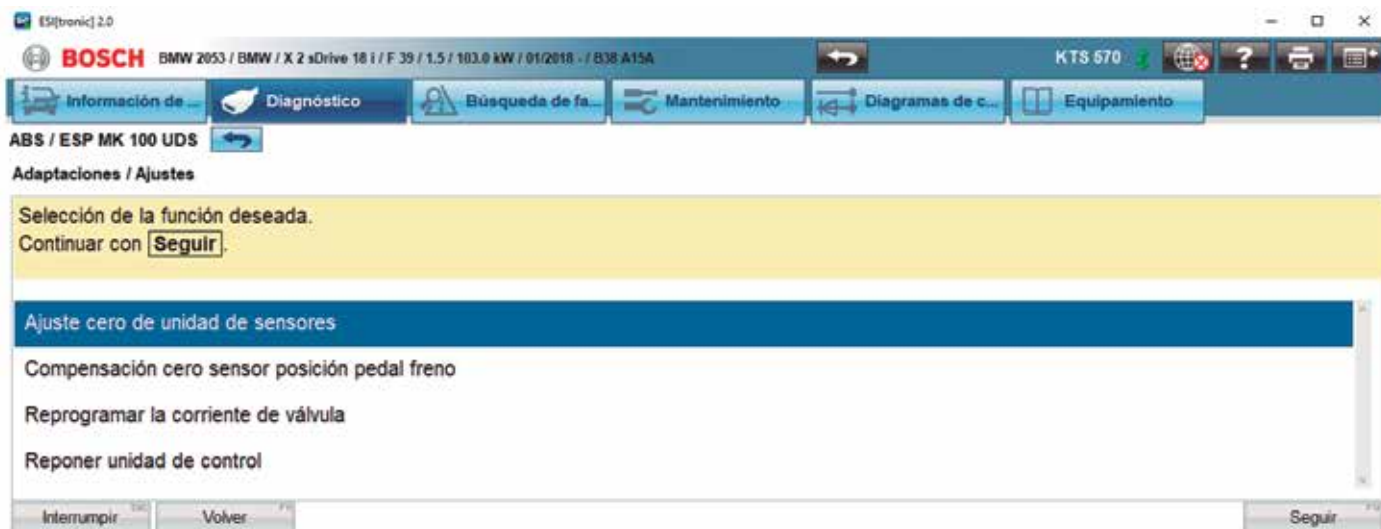 ESI[tronic] 2.0
BOSCH BMW 2053 / BMW / X 2 sDrive 18 i / F 39 / 1.5 / 103.0 kW / 01/2018 - / B38 A15A KTS 570 ?
Información de ... Diagnóstico Búsqueda de fa... Mantenimiento Diagramas de c... Equipamiento
ABS / ESP MK 100 UDS
Adaptaciones / Ajustes
Selección de la función deseada.
Continuar con Seguir.
Ajuste cero de unidad de sensores
Compensación cero sensor posición pedal freno
Reprogramar la corriente de válvula
Reponer unidad de control
Interrumpir Volver Seguir